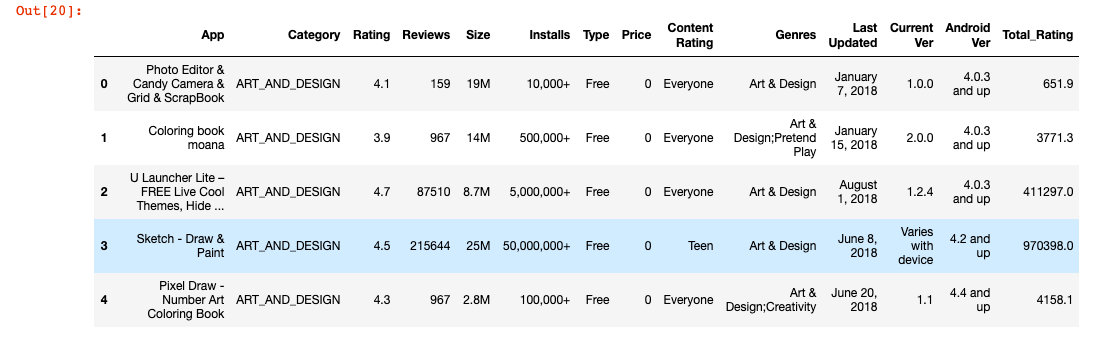 Out[20]:
App Category Rating Reviews Size Installs Type Price Content Rating Genres Last Updated Current Ver Android Ver Total_Rating
0 Photo Editor & Candy Camera & Grid & ScrapBook ART_AND_DESIGN 4.1 159 19M 10,000+ Free 0 Everyone Art & Design January 7, 2018 1.0.0 4.0.3 and up 651.9
1 Coloring book moana ART_AND_DESIGN 3.9 967 14M 500,000+ Free 0 Everyone Art & Design;Pretend Play January 15, 2018 2.0.0 4.0.3 and up 3771.3
2 U Launcher Lite – FREE Live Cool Themes, Hide ... ART_AND_DESIGN 4.7 87510 8.7M 5,000,000+ Free 0 Everyone Art & Design August 1, 2018 1.2.4 4.0.3 and up 411297.0
3 Sketch - Draw & Paint ART_AND_DESIGN 4.5 215644 25M 50,000,000+ Free 0 Teen Art & Design June 8, 2018 Varies with device 4.2 and up 970398.0
4 Pixel Draw - Number Art Coloring Book ART_AND_DESIGN 4.3 967 2.8M 100,000+ Free 0 Everyone Art & Design;Creativity June 20, 2018 1.1 4.4 and up 4158.1